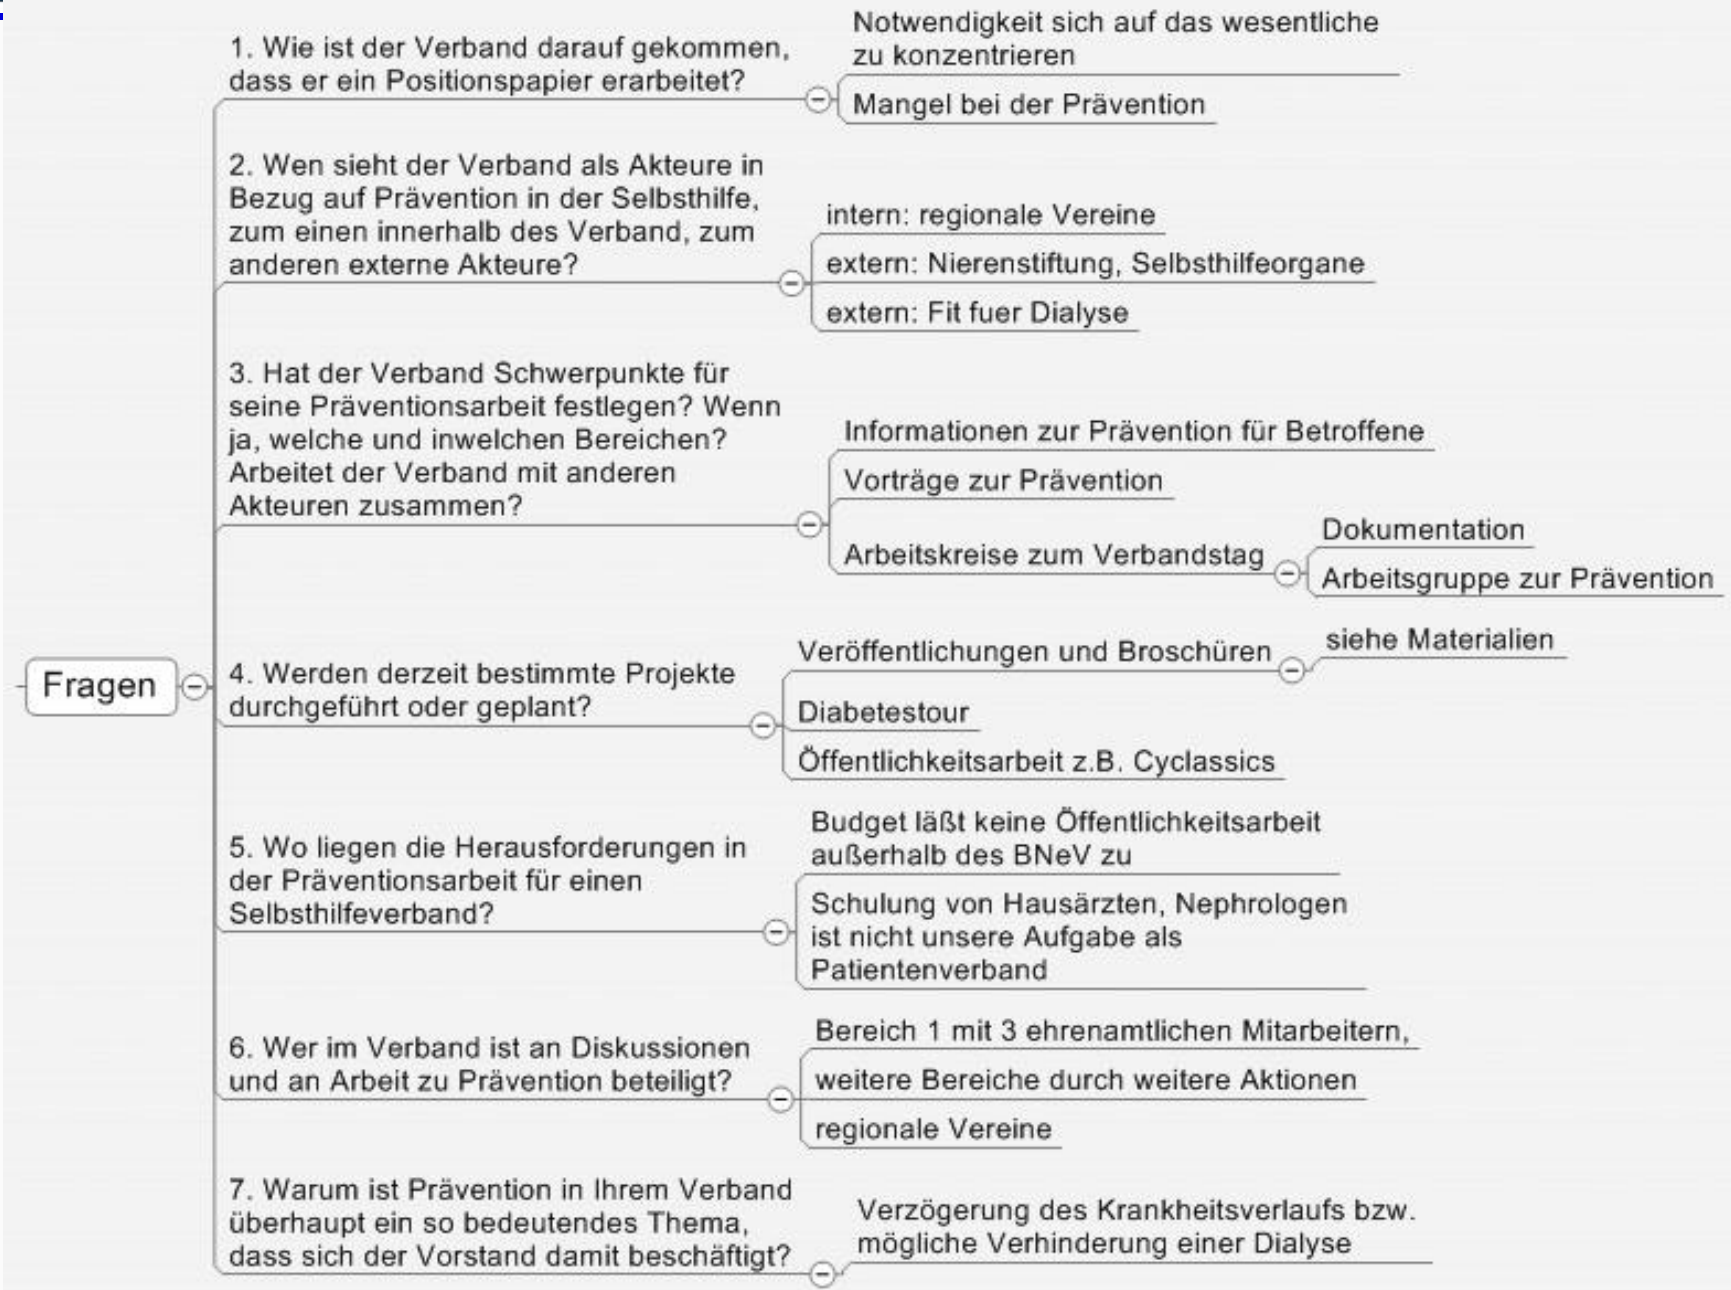 Fragen
1. Wie ist der Verband darauf gekommen,
dass er ein Positionspapier erarbeitet?
Notwendigkeit sich auf das wesentliche
zu konzentrieren
Mangel bei der Prävention
2. Wen sieht der Verband als Akteure in
Bezug auf Prävention in der Selbsthilfe,
zum einen innerhalb des Verband, zum
anderen externe Akteure?
intern: regionale Vereine
extern: Nierenstiftung, Selbsthilfeorgane
extern: Fit fuer Dialyse
3. Hat der Verband Schwerpunkte für
seine Präventionsarbeit festlegen? Wenn
ja, welche und inwelchen Bereichen?
Arbeitet der Verband mit anderen
Akteuren zusammen?
Informationen zur Prävention für Betroffene
Vorträge zur Prävention
Arbeitskreise zum Verbandstag
Dokumentation
Arbeitsgruppe zur Prävention
4. Werden derzeit bestimmte Projekte
durchgeführt oder geplant?
Veröffentlichungen und Broschüren
siehe Materialien
Diabetestour
Öffentlichkeitsarbeit z.B. Cyclassics
5. Wo liegen die Herausforderungen in
der Präventionsarbeit für einen
Selbsthilfeverband?
Budget läßt keine Öffentlichkeitsarbeit
außerhalb des BNeV zu
Schulung von Hausärzten, Nephrologen
ist nicht unsere Aufgabe als
Patientenverband
6. Wer im Verband ist an Diskussionen
und an Arbeit zu Prävention beteiligt?
Bereich 1 mit 3 ehrenamtlichen Mitarbeitern,
weitere Bereiche durch weitere Aktionen
regionale Vereine
7. Warum ist Prävention in Ihrem Verband
überhaupt ein so bedeutendes Thema,
dass sich der Vorstand damit beschäftigt?
Verzögerung des Krankheitsverlaufs bzw.
mögliche Verhinderung einer Dialyse